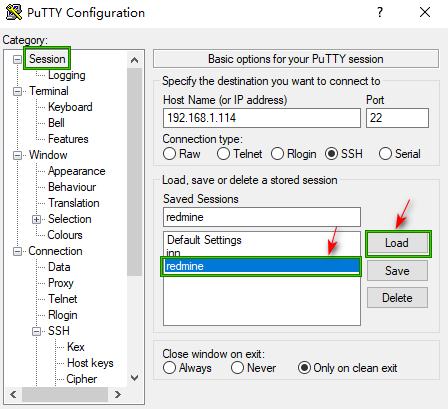 PuTTY Configuration
Category:
Session
Logging
Terminal
Keyboard
Bell
Features
Window
Appearance
Behaviour
Translation
Selection
Colours
Connection
Data
Proxy
Telnet
Rlogin
SSH
Kex
Host keys
Cipher
Basic options for your PuTTY session
Specify the destination you want to connect to
Host Name (or IP address) Port
192.168.1.114 22
Connection type:
Raw Telnet Rlogin SSH Serial
Load, save or delete a stored session
Saved Sessions
redmine
Default Settings
redmine
Load
Save
Delete
Close window on exit:
Always Never Only on clean exit